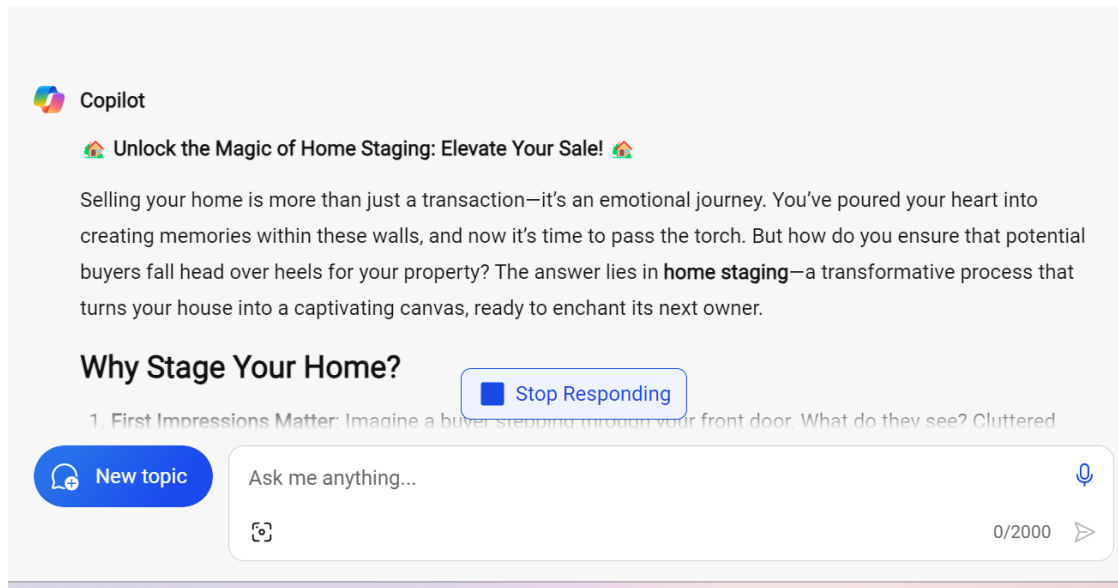 Copilot
Unlock the Magic of Home Staging: Elevate Your Sale!
Selling your home is more than just a transaction—it’s an emotional journey. You’ve poured your heart into
creating memories within these walls, and now it’s time to pass the torch. But how do you ensure that potential
buyers fall head over heels for your property? The answer lies in home staging—a transformative process that
turns your house into a captivating canvas, ready to enchant its next owner.
Why Stage Your Home?
Stop Responding
1. First Impressions Matter: Imagine a buyer stepping through your front door. What do they see? Cluttered
New topic
Ask me anything...
0/2000